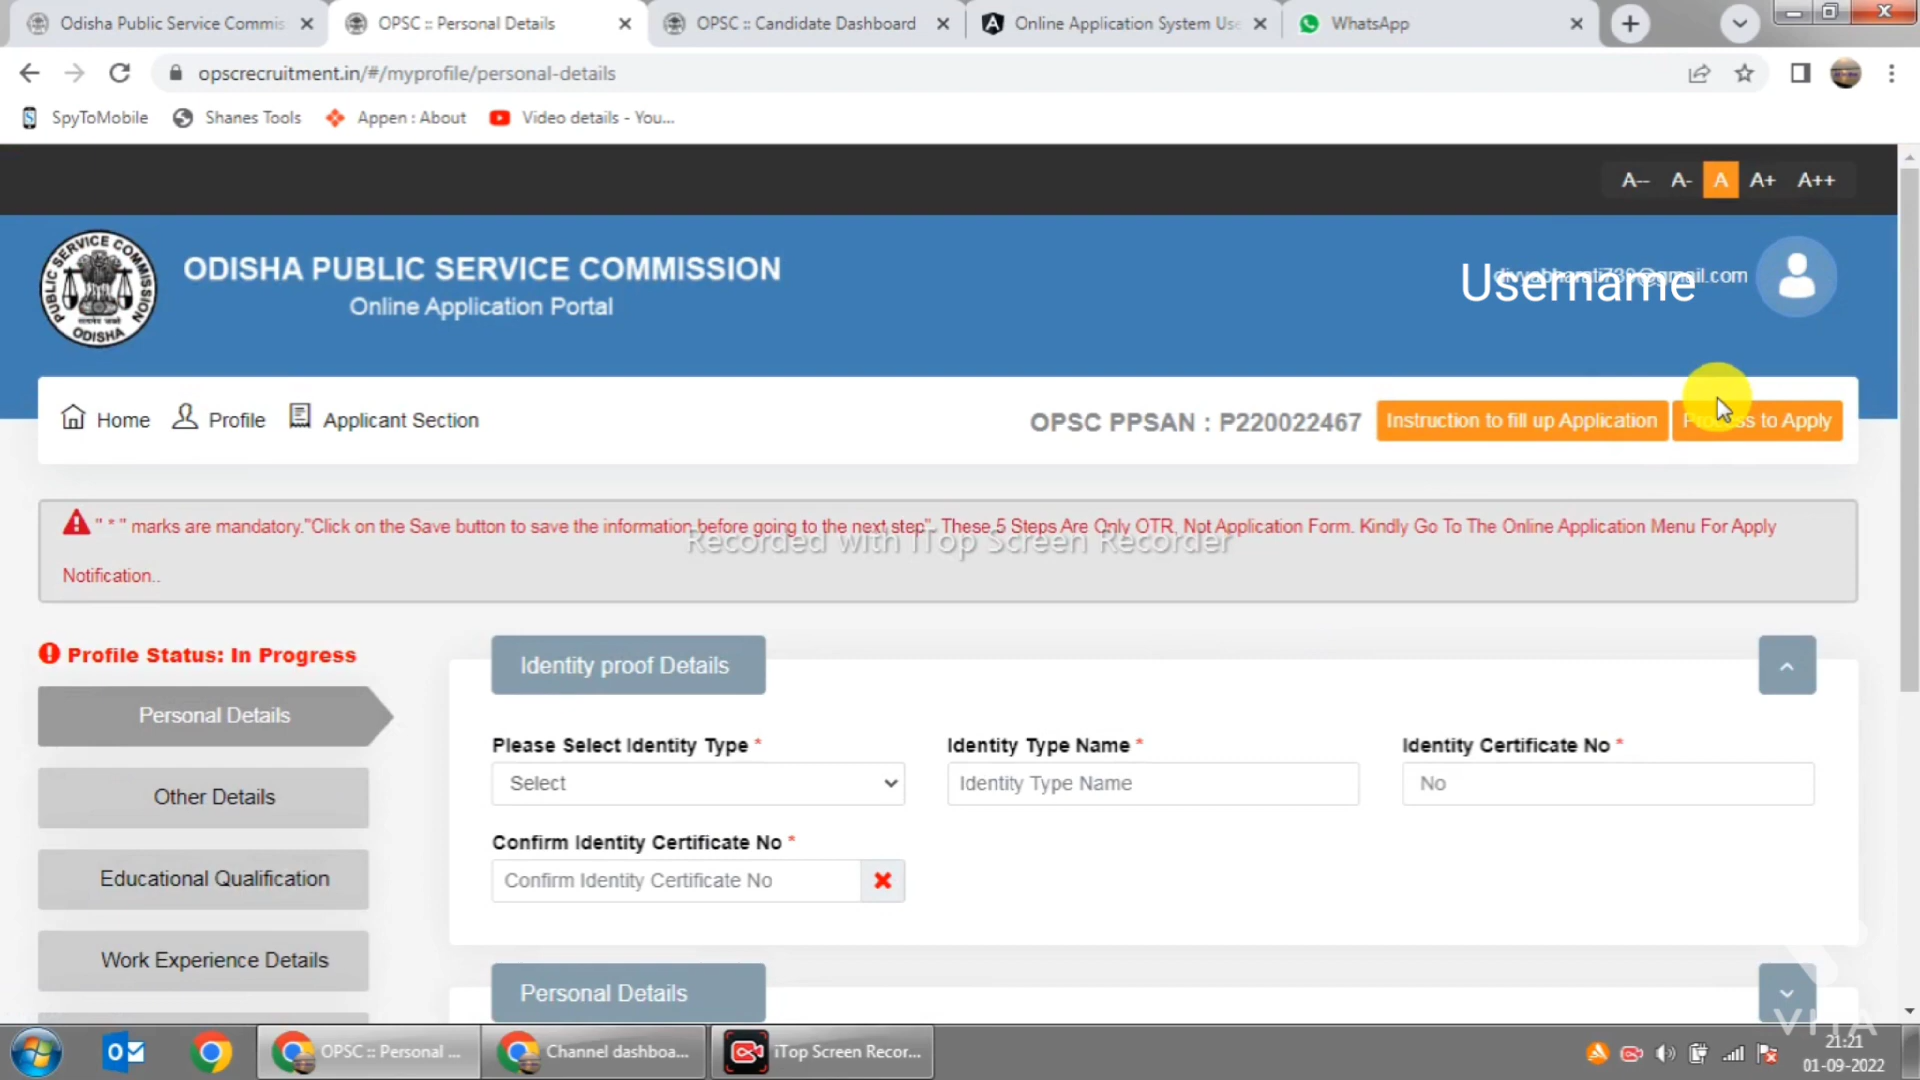 Odisha Public Service Commis
OPSC :: Personal Details
OPSC :: Candidate Dashboard
Online Application System Use
WhatsApp
opscrecruitment.in/#/myprofile/personal-details
SpyToMobile
Shanes Tools
Appen : About
Video details - You...
A-- A- A A+ A++
PUBLIC SERVICE COMMISSION
ODISHA
ODISHA PUBLIC SERVICE COMMISSION
Online Application Portal
Username
Home
Profile
Applicant Section
OPSC PPSAN : P220022467
Instruction to fill up Application
Process to Apply
" * " marks are mandatory."Click on the Save button to save the information before going to the next step". These 5 Steps Are Only OTR, Not Application Form. Kindly Go To The Online Application Menu For Apply
Notification..
Recorded with iTop Screen Recorder
Profile Status: In Progress
Personal Details
Other Details
Educational Qualification
Work Experience Details
Identity proof Details
Please Select Identity Type *
Identity Type Name *
Identity Certificate No *
Select
Identity Type Name
No
Confirm Identity Certificate No *
Confirm Identity Certificate No
Personal Details
VITA
OPSC :: Personal ...
Channel dashboa...
iTop Screen Recor...
21:21
01-09-2022